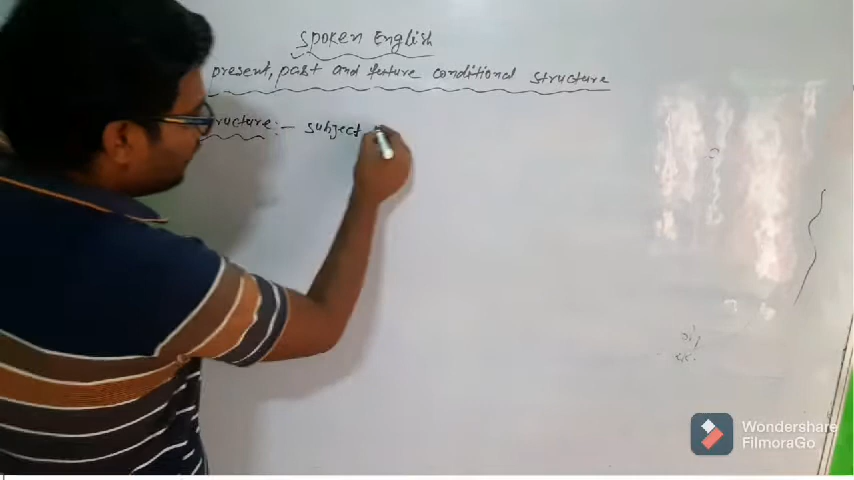 Spoken English
present, past and future conditional structure
ructure :- subject
Wondershare
FilmoraGo